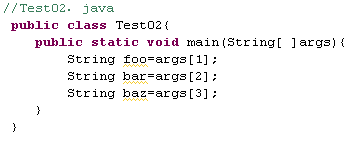 //Test02. java
public class Test02{
public static void main(String[ ]args){
String foo=args[1];
String bar=args[2];
String baz=args[3];
}
}